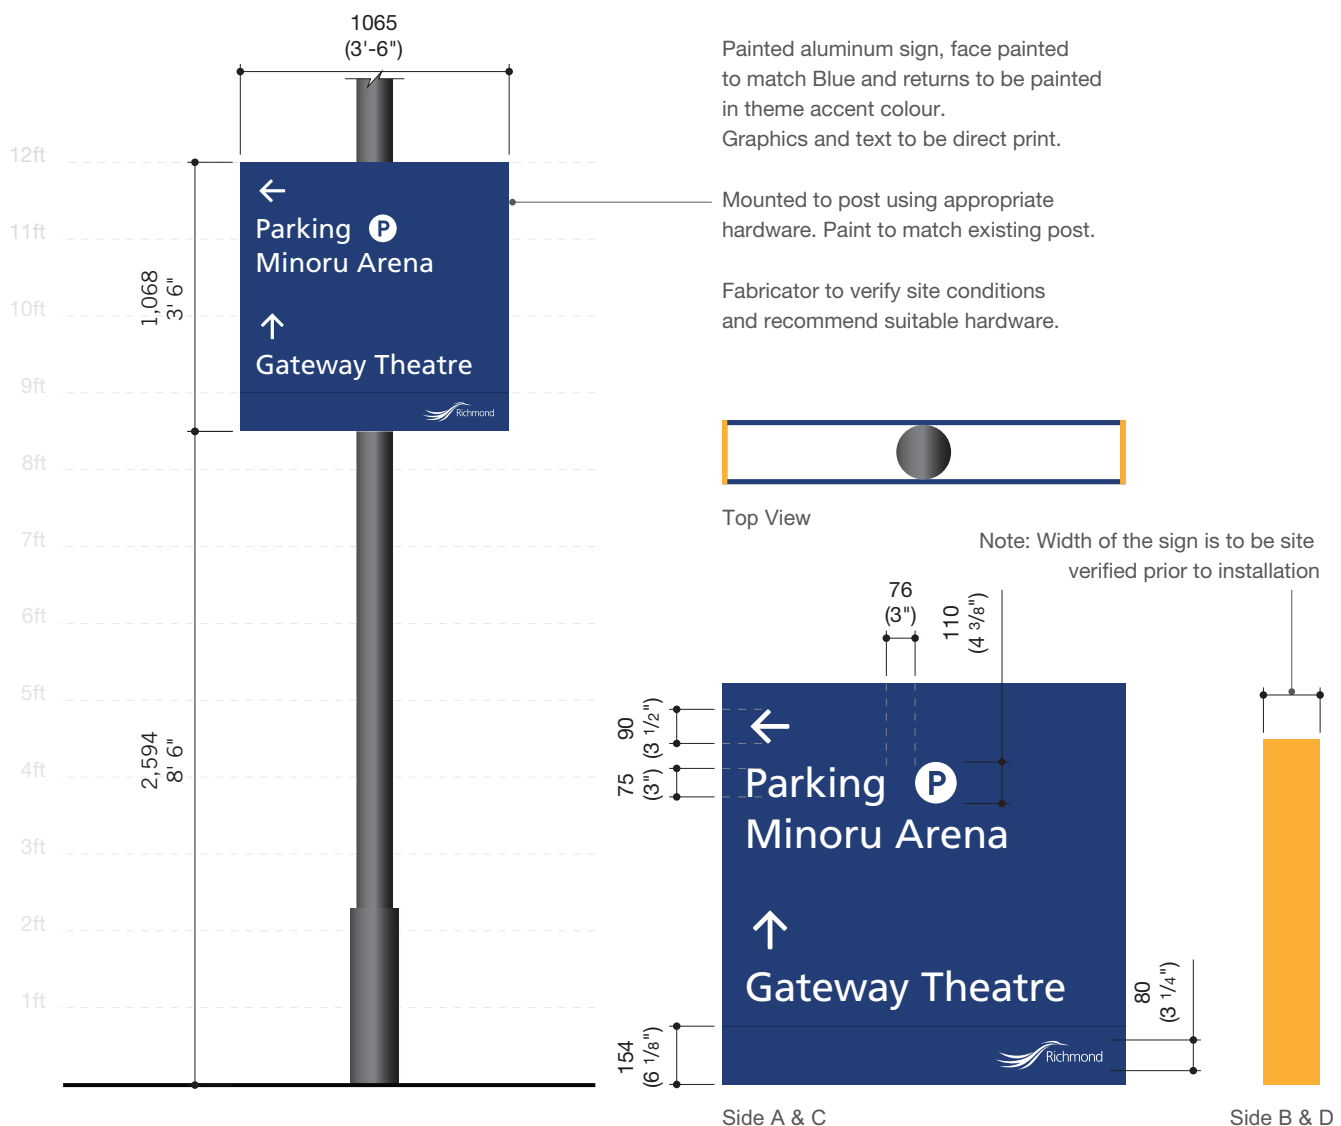 1065
(3'-6")
12ft
11ft
10ft
9ft
8ft
7ft
6ft
5ft
4ft
3ft
2ft
1ft
1,068
3' 6"
2,594
8' 6"
Parking P
Minoru Arena
Gateway Theatre
Richmond
Painted aluminum sign, face painted
to match Blue and returns to be painted
in theme accent colour.
Graphics and text to be direct print.
Mounted to post using appropriate
hardware. Paint to match existing post.
Fabricator to verify site conditions
and recommend suitable hardware.
Top View
Note: Width of the sign is to be site
verified prior to installation
76
(3")
110
(4 3/8")
90
(3 1/2")
75
(3")
154
(6 1/8")
80
(3 1/4")
Parking P
Minoru Arena
Gateway Theatre
Richmond
Side A & C
Side B & D